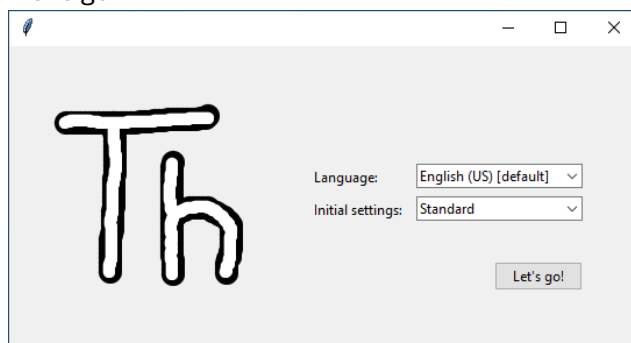 Th
Language: English (US) [default]
Initial settings: Standard
Let's go!